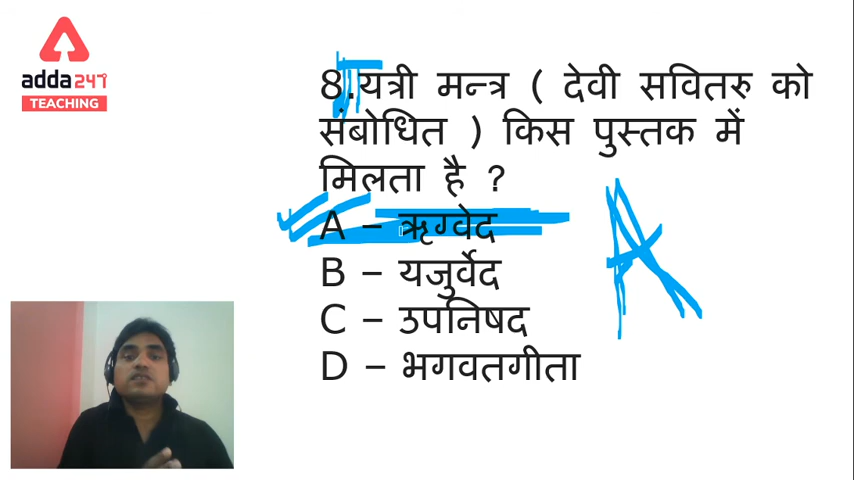 adda247
TEACHING
8.यत्री मन्त्र ( देवी सवितरु को
संबोधित ) किस पुस्तक में
मिलता है ?
A – ऋग्वेद
B – यजुर्वेद
C – उपनिषद
D – भगवतगीता
A